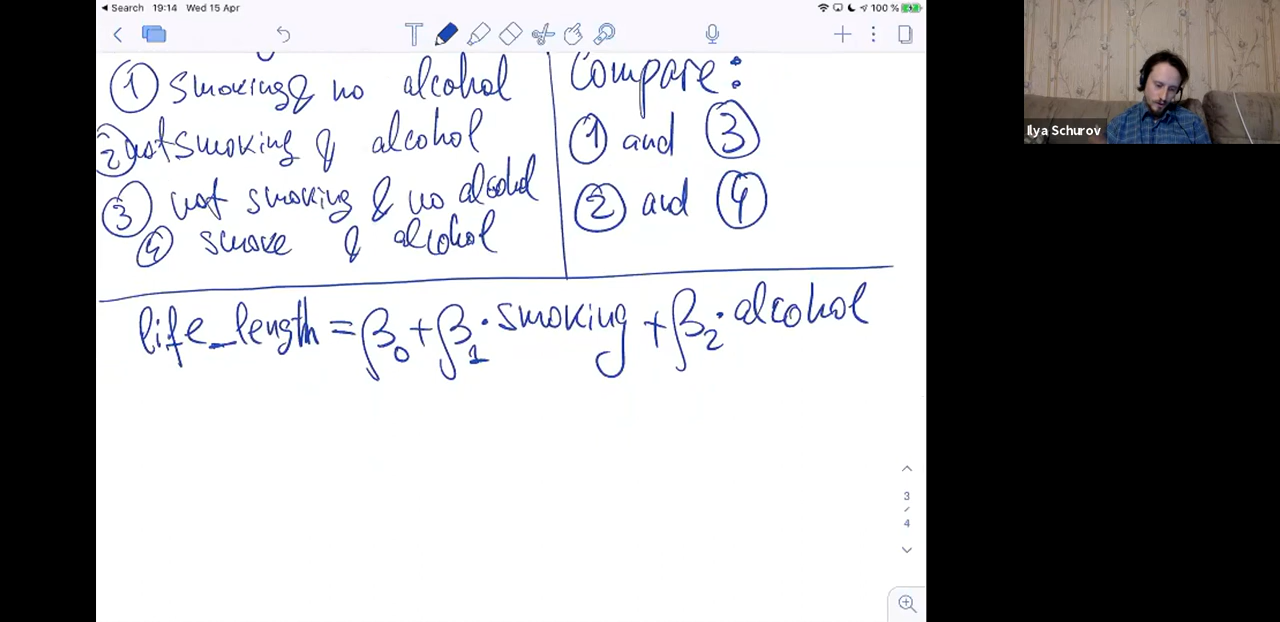 Search 19:14 Wed 15 Apr
100 %
T
① smoking & no alcohol
② not smoking & alcohol
③ not smoking & no alcohol
④ smoke & alcohol
Compare:
① and ③
② and ④
life_length = β₀ + β₁ · smoking + β₂ · alcohol
3
/
4
Ilya Schurov